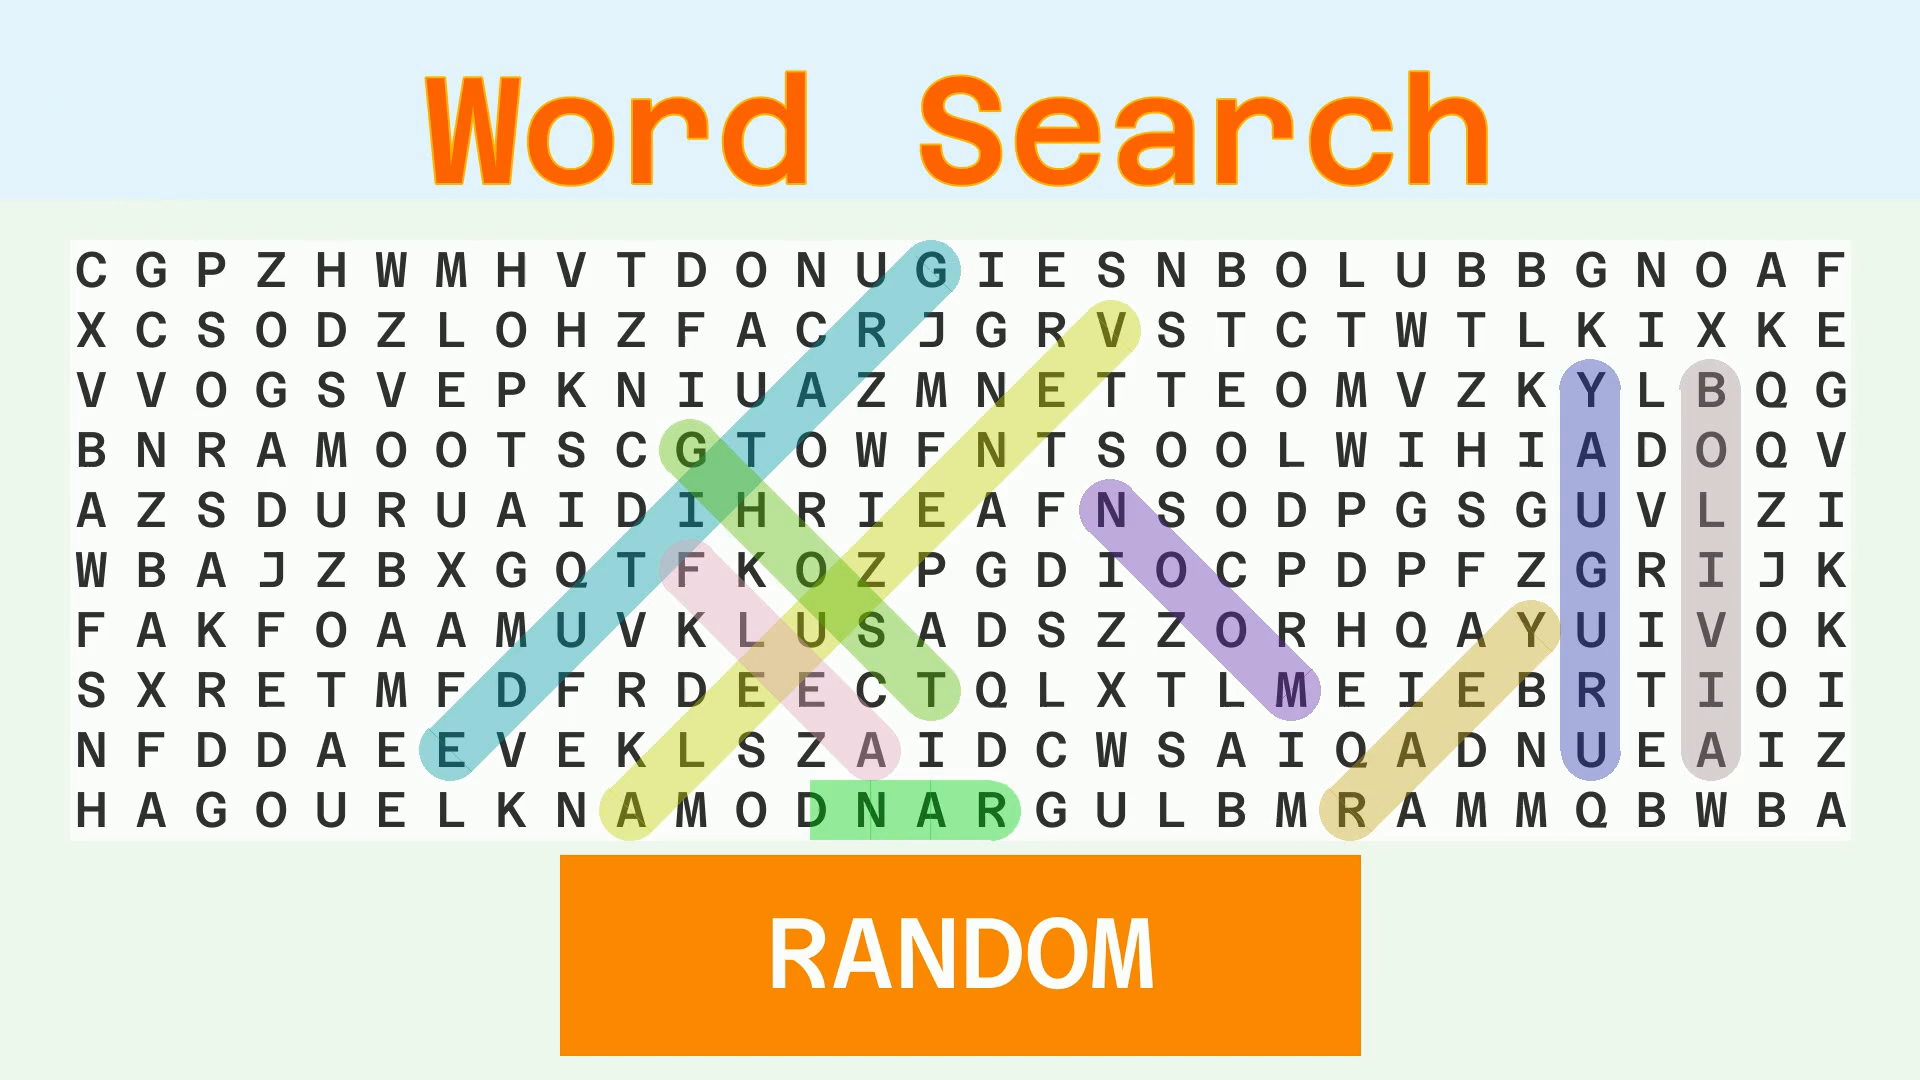 Word Search
C G P Z H W M H V T D O N U G I E S N B O L U B B G N O A F
X C S O D Z L O H Z F A C R J G R V S T C T W T L K I X K E
V V O G S V E P K N I U A Z M N E T T E O M V Z K Y L B Q G
B N R A M O O T S C G T O W F N T S O O L W I H I A D O Q V
A Z S D U R U A I D I H R I E A F N S O D P G S G U V L Z I
W B A J Z B X G Q T F K O Z P G D I O C P D P F Z G R I J K
F A K F O A A M U V K L U S A D S Z Z O R H Q A Y U I V O K
S X R E T M F D F R D E E C T Q L X T L M E I E B R T I O I
N F D D A E E V E K L S Z A I D C W S A I Q A D N U E A I Z
H A G O U E L K N A M O D N A R G U L B M R A M M Q B W B A
RANDOM